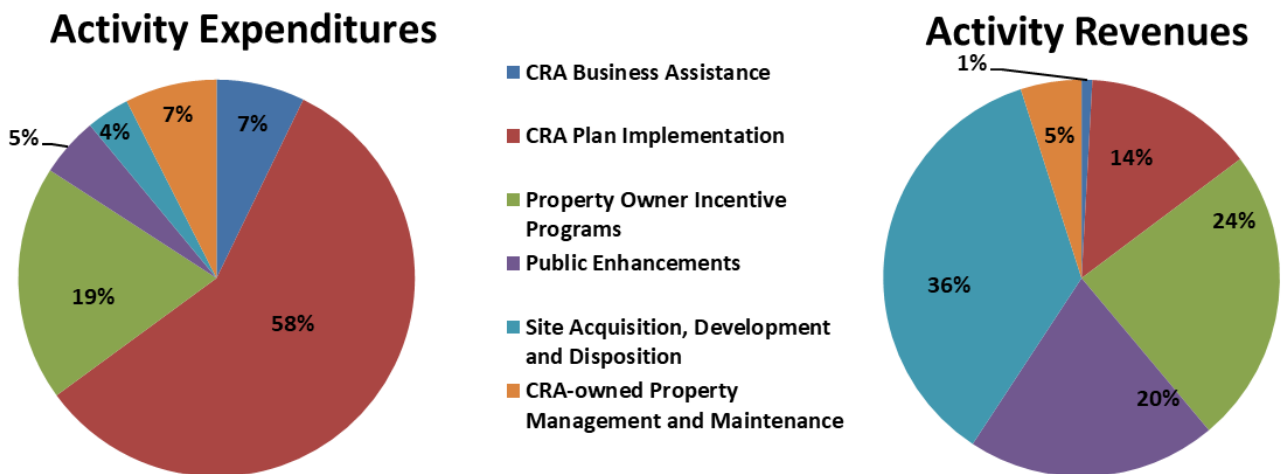 Activity Expenditures
7%
7%
4%
5%
19%
58%
CRA Business Assistance
CRA Plan Implementation
Property Owner Incentive
Programs
Public Enhancements
Site Acquisition, Development
and Disposition
CRA-owned Property
Management and Maintenance
Activity Revenues
1%
5%
14%
24%
36%
20%